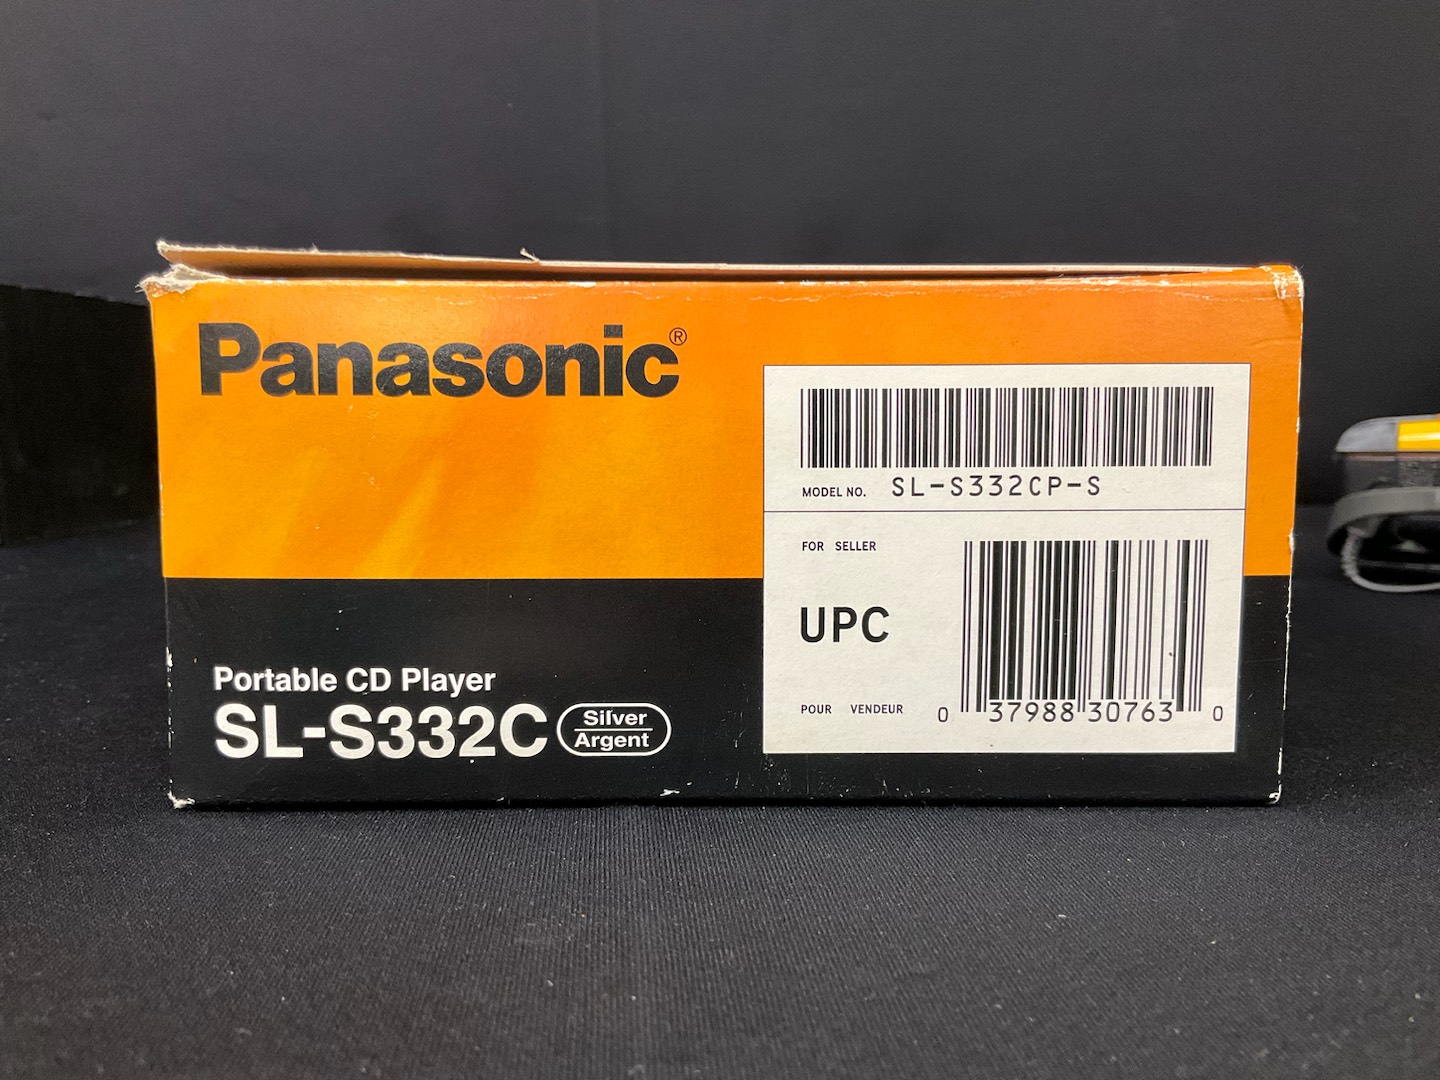 Panasonic®
MODEL NO. SL-S332CP-S
FOR SELLER
UPC
POUR VENDEUR
0 37988 30763 0
Portable CD Player
SL-S332C Silver
Argent